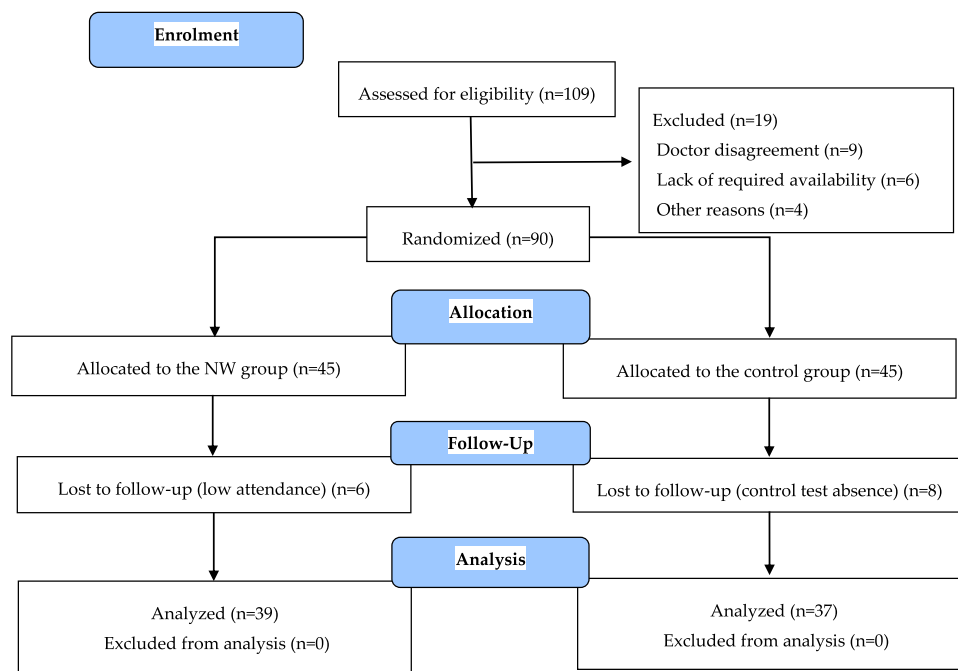 Enrolment
Assessed for eligibility (n=109)
Excluded (n=19)
Doctor disagreement (n=9)
Lack of required availability (n=6)
Other reasons (n=4)
Randomized (n=90)
Allocation
Allocated to the NW group (n=45)
Allocated to the control group (n=45)
Follow-Up
Lost to follow-up (low attendance) (n=6)
Lost to follow-up (control test absence) (n=8)
Analysis
Analyzed (n=39)
Excluded from analysis (n=0)
Analyzed (n=37)
Excluded from analysis (n=0)